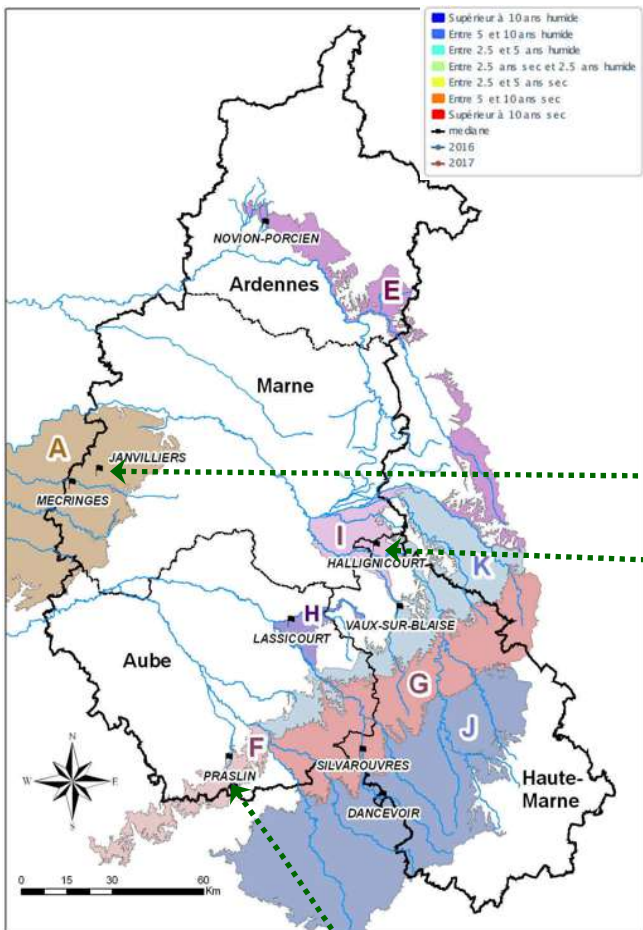 Supérieur à 10 ans humide
Entre 5 et 10 ans humide
Entre 2.5 et 5 ans humide
Entre 2.5 ans sec et 2.5 ans humide
Entre 2.5 et 5 ans sec
Entre 5 et 10 ans sec
Supérieur à 10 ans sec
mediane
2016
2017
NOVION-PORCIEN
Ardennes
E
Marne
A
JANVILLIERS
MECRINGES
I
HALLIGNICOURT
K
H
LASSICOURT
VAUX-SUR-BLAISE
Aube
G
J
F
PRASLIN
SILVAROUVRES
Haute-
Marne
DANCEVOIR
N
W
E
S
0 15 30 60
Km